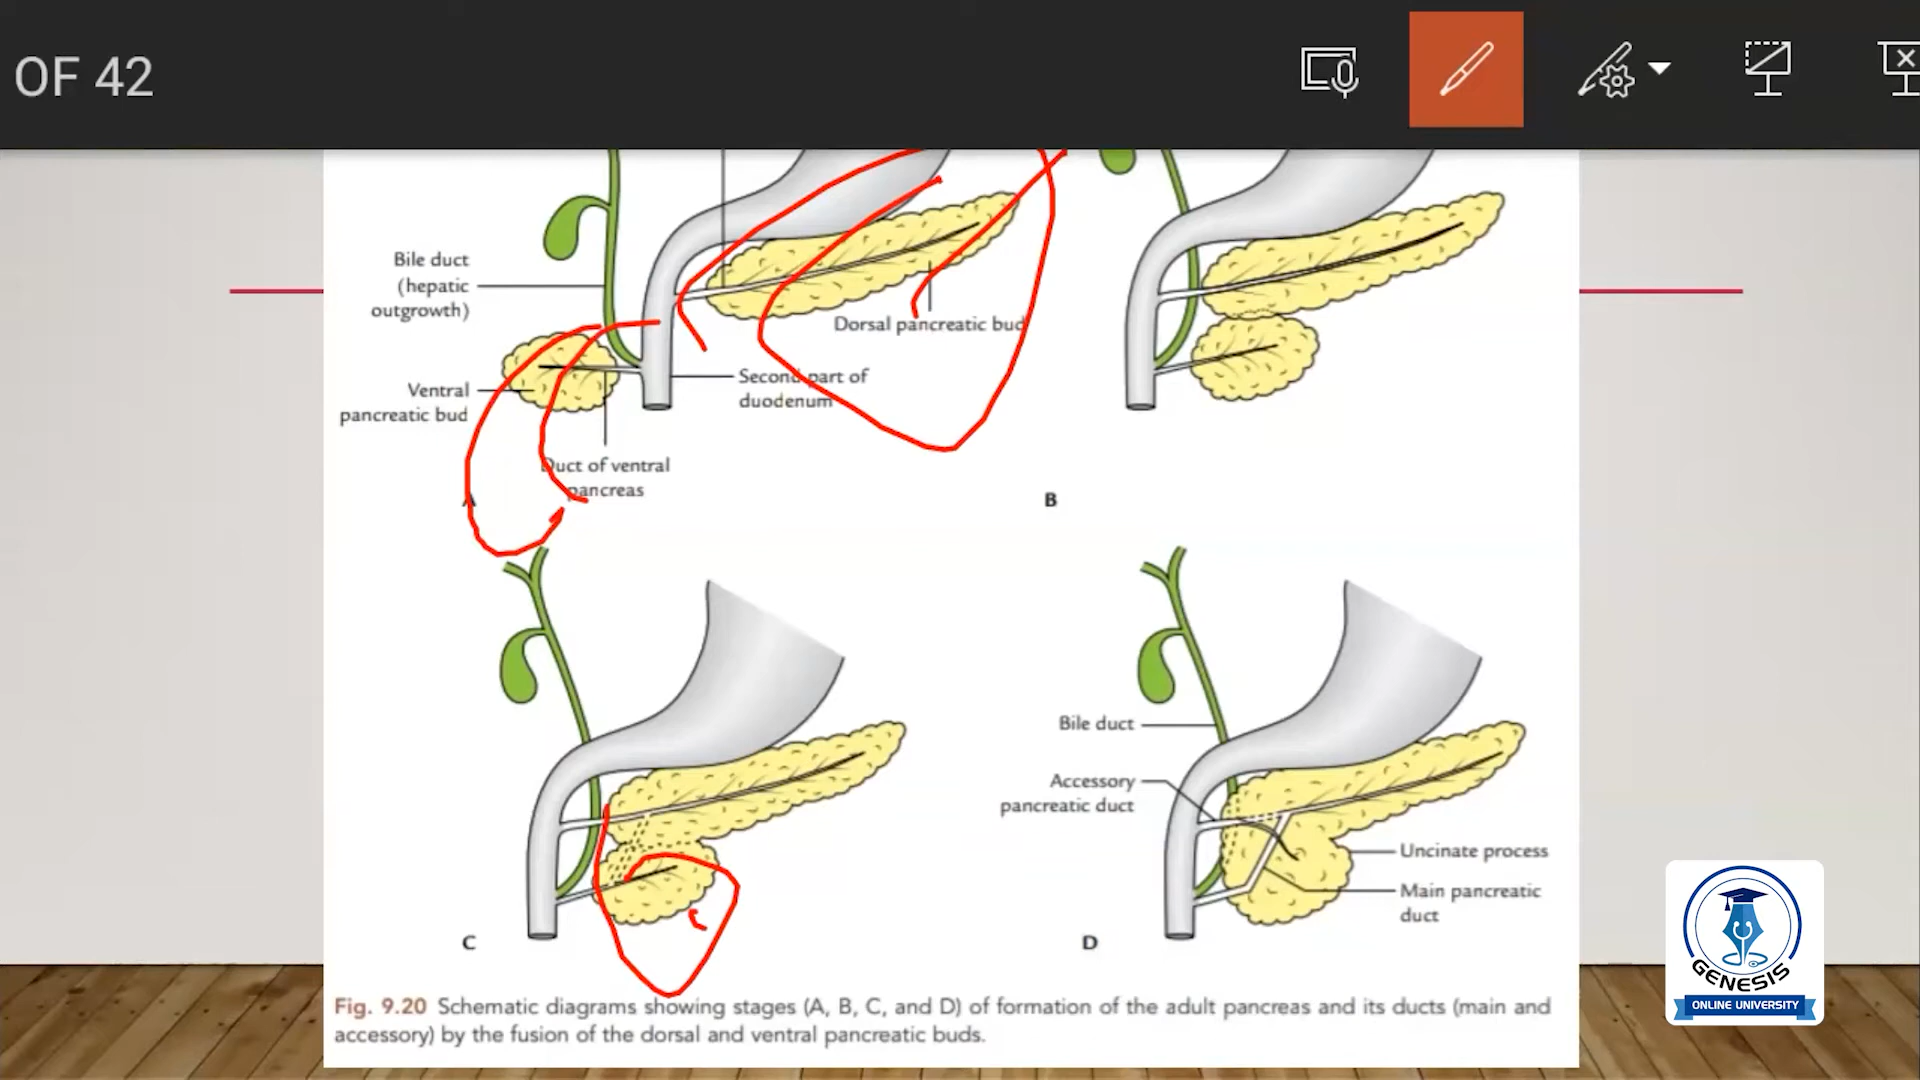 OF 42
Bile duct
(hepatic
outgrowth)
Dorsal pancreatic bud
Ventral
pancreatic bud
Second part of
duodenum
Duct of ventral
pancreas
A
B
Bile duct
Accessory
pancreatic duct
Uncinate process
Main pancreatic
duct
C
D
Fig. 9.20 Schematic diagrams showing stages (A, B, C, and D) of formation of the adult pancreas and its ducts (main and
accessory) by the fusion of the dorsal and ventral pancreatic buds.
GENESIS
ONLINE UNIVERSITY